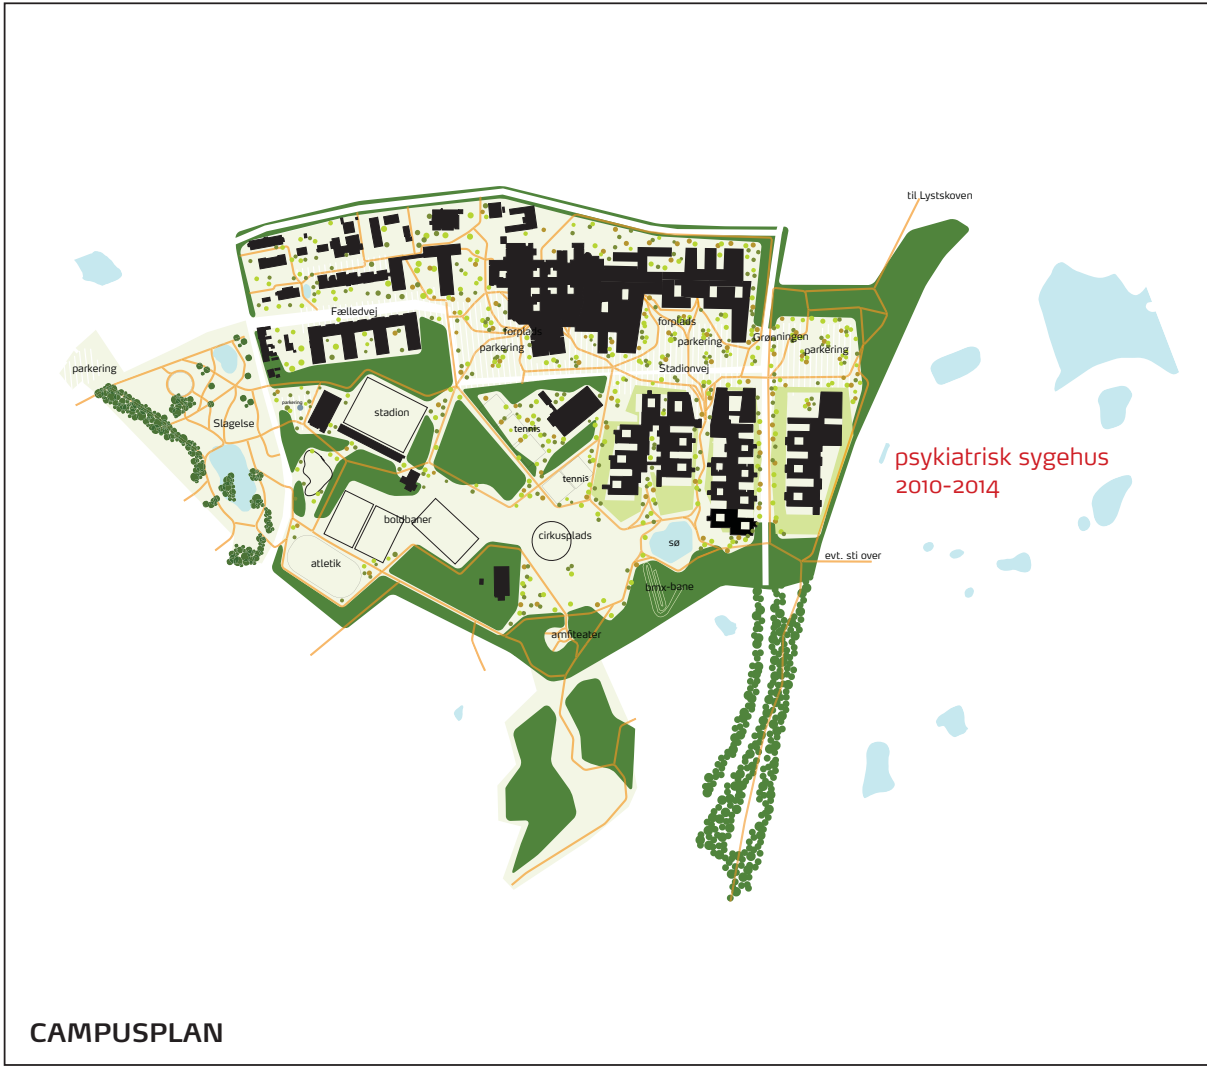 til Lystskoven
Fælledvej
forplads
forplads
parkering
parkering
Grønningen
parkering
Stadionvej
parkering
parkering
stadion
Slagelse
tennis
tennis
psykiatrisk sygehus
2010-2014
boldbaner
cirkusplads
sø
evt. sti over
atletik
bmx-bane
amfiteater
CAMPUSPLAN